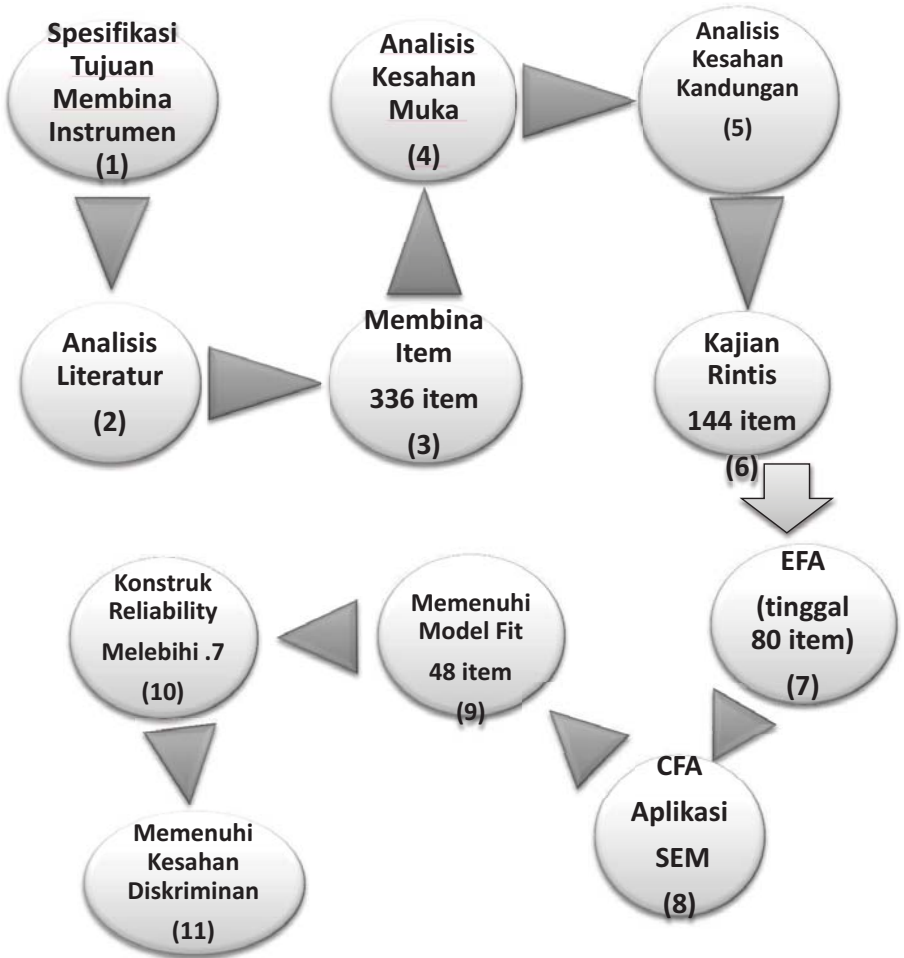 Spesifikasi
Tujuan
Membina
Instrumen
(1)
Analisis
Literatur
(2)
Membina
Item
336 item
(3)
Analisis
Kesahan
Muka
(4)
Analisis
Kesahan
Kandungan
(5)
Kajian
Rintis
144 item
(6)
EFA
(tinggal
80 item)
(7)
CFA
Aplikasi
SEM
(8)
Memenuhi
Model Fit
48 item
(9)
Konstruk
Reliability
Melebihi .7
(10)
Memenuhi
Kesahan
Diskriminan
(11)